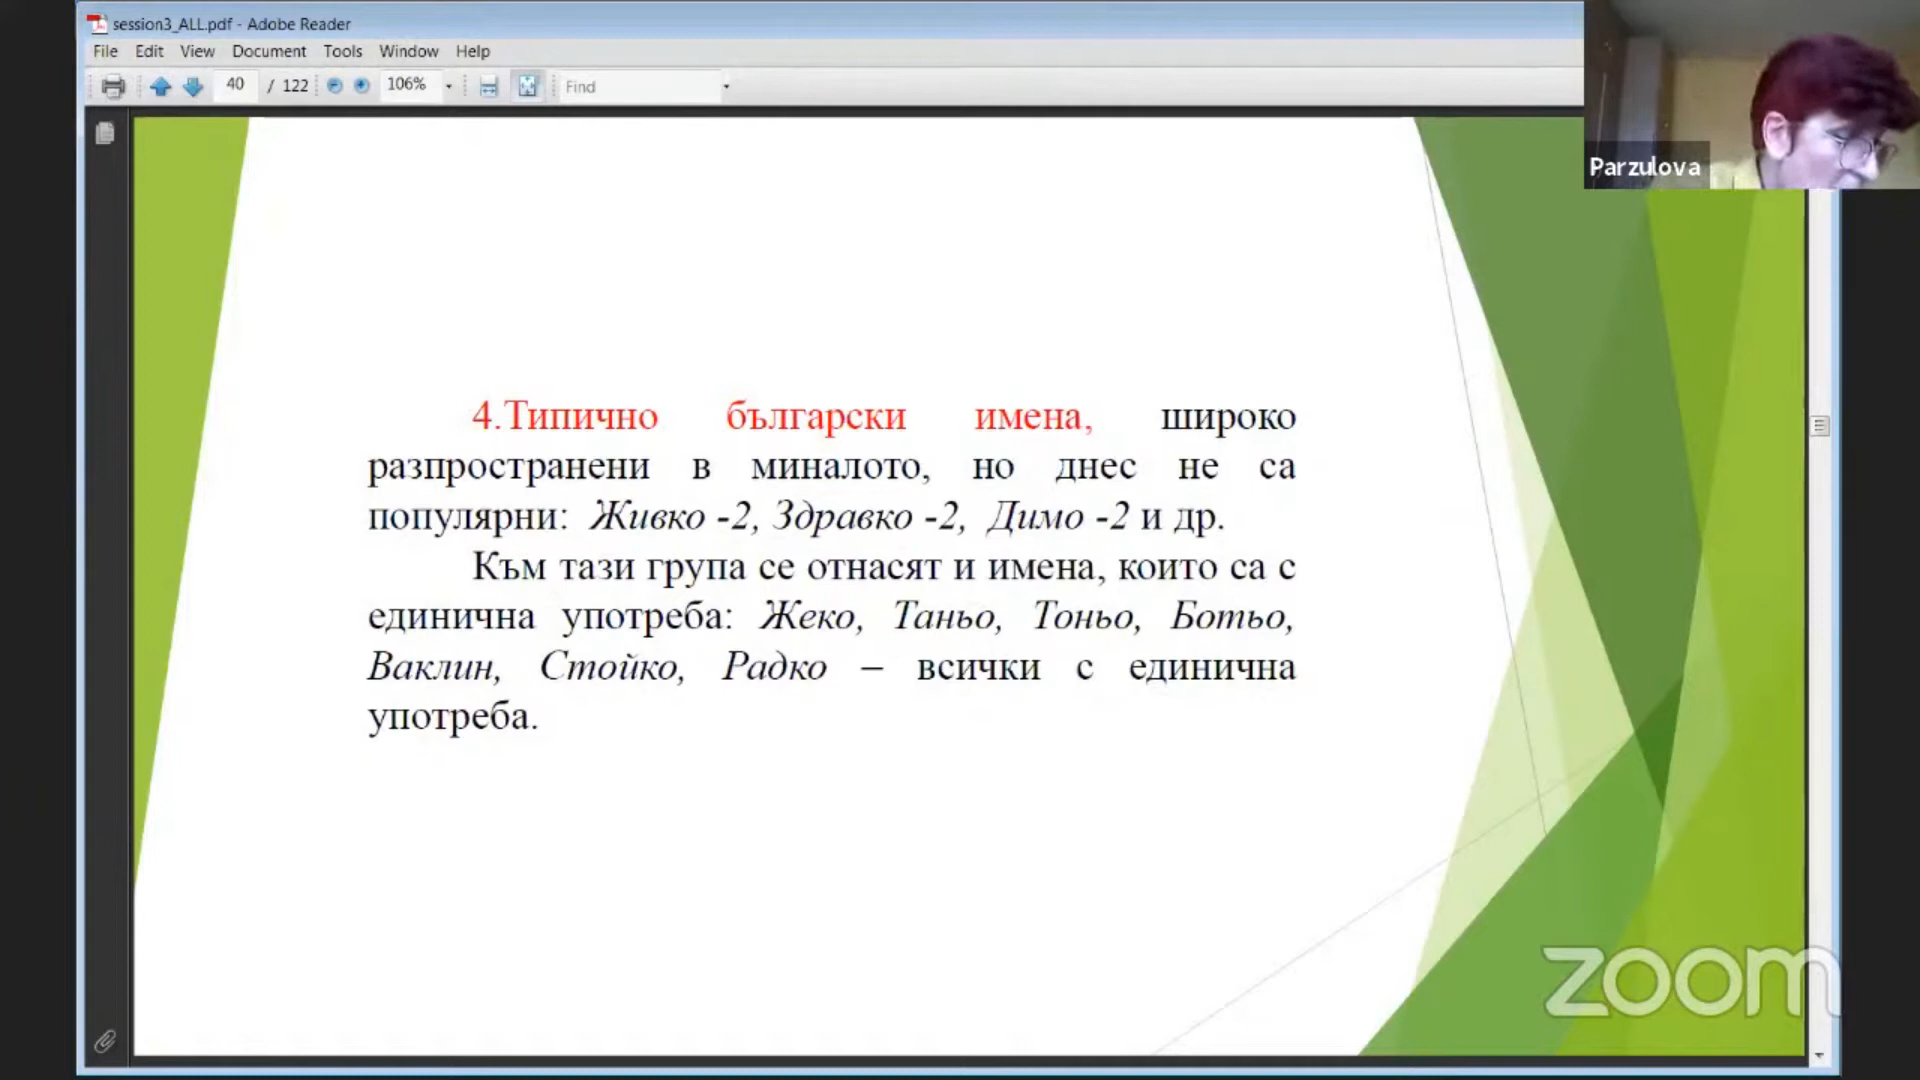 session3_ALL.pdf - Adobe Reader
File Edit View Document Tools Window Help
40 / 122 106% Find
Parzulova
4.Типично български имена, широко
разпространени в миналото, но днес не са
популярни: Живко -2, Здравко -2, Димо -2 и др.
Към тази група се отнасят и имена, които са с
единична употреба: Жеко, Таньо, Тоньо, Ботьо,
Ваклин, Стойко, Радко – всички с единична
употреба.
zoom